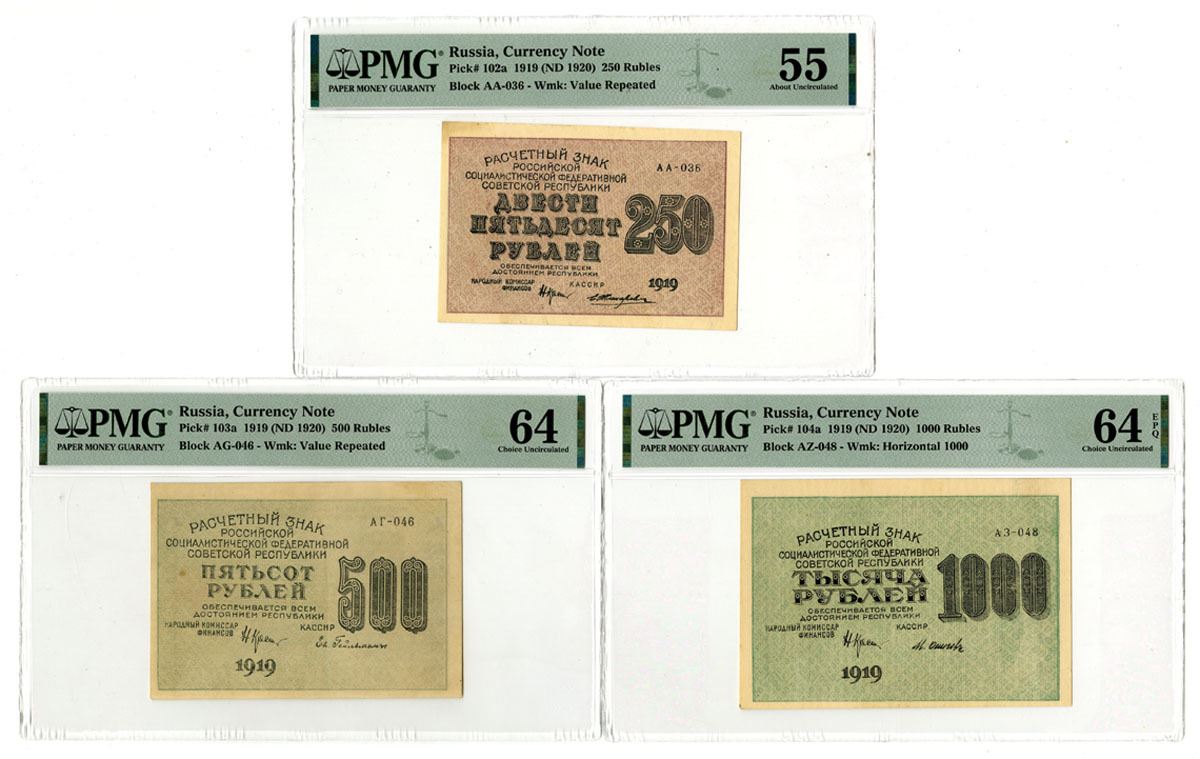 PMG®
PAPER MONEY GUARANTY
Russia, Currency Note
Pick# 102a 1919 (ND 1920) 250 Rubles
Block AA-036 - Wmk: Value Repeated
55
About Uncirculated
РАСЧЕТНЫЙ ЗНАК
РОССИЙСКОЙ
СОЦИАЛИСТИЧЕСКОЙ ФЕДЕРАТИВНОЙ
СОВЕТСКОЙ РЕСПУБЛИКИ
АА-036
ДВЕСТИ
ПЯТЬДЕСЯТ
РУБЛЕЙ
250
ОБЕСПЕЧИВАЕТСЯ ВСЕМ
ДОСТОЯНИЕМ РЕСПУБЛИКИ
НАРОДНЫЙ КОМИССАР
ФИНАНСОВ
КАССИР
1919
PMG®
PAPER MONEY GUARANTY
Russia, Currency Note
Pick# 103a 1919 (ND 1920) 500 Rubles
Block AG-046 - Wmk: Value Repeated
64
Choice Uncirculated
РАСЧЕТНЫЙ ЗНАК
РОССИЙСКОЙ
СОЦИАЛИСТИЧЕСКОЙ ФЕДЕРАТИВНОЙ
СОВЕТСКОЙ РЕСПУБЛИКИ
АГ-046
ПЯТЬСОТ
РУБЛЕЙ
500
ОБЕСПЕЧИВАЕТСЯ ВСЕМ
ДОСТОЯНИЕМ РЕСПУБЛИКИ
НАРОДНЫЙ КОМИССАР
ФИНАНСОВ
КАССИР
1919
PMG®
PAPER MONEY GUARANTY
Russia, Currency Note
Pick# 104a 1919 (ND 1920) 1000 Rubles
Block AZ-048 - Wmk: Horizontal 1000
64
EPQ
Choice Uncirculated
РАСЧЕТНЫЙ ЗНАК
РОССИЙСКОЙ
СОЦИАЛИСТИЧЕСКОЙ ФЕДЕРАТИВНОЙ
СОВЕТСКОЙ РЕСПУБЛИКИ
АЗ-048
ТЫСЯЧА
РУБЛЕЙ
1000
ОБЕСПЕЧИВАЕТСЯ ВСЕМ
ДОСТОЯНИЕМ РЕСПУБЛИКИ
НАРОДНЫЙ КОМИССАР
ФИНАНСОВ
КАССИР
1919